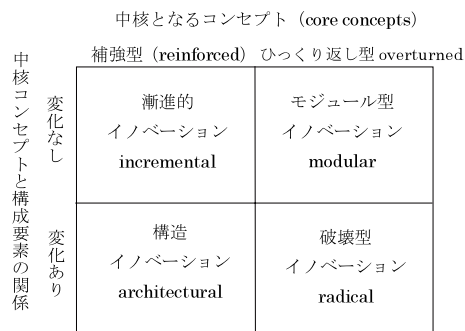 中核となるコンセプト（core concepts）
補強型（reinforced）ひっくり返し型 overturned
中核コンセプトと構成要素の関係
変化なし
漸進的
イノベーション
incremental
モジュール型
イノベーション
modular
変化あり
構造
イノベーション
architectural
破壊型
イノベーション
radical